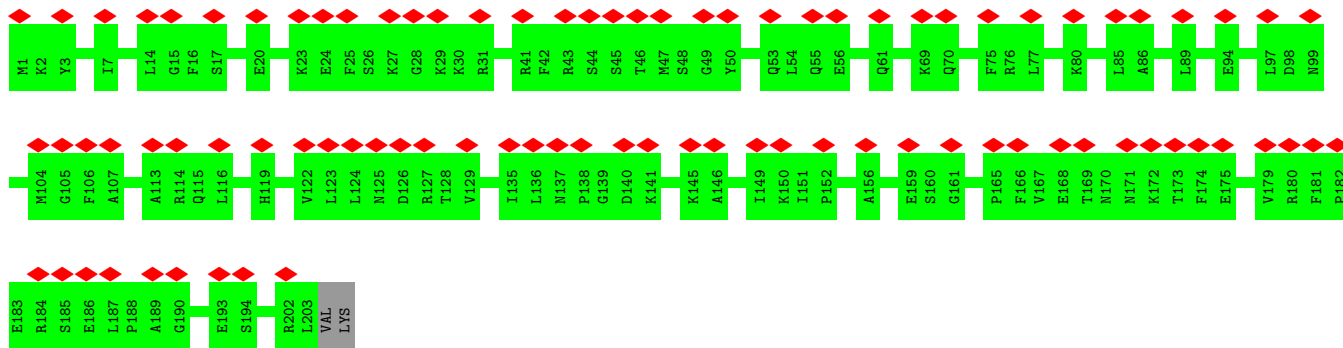 M1 K2 Y3 I7 L14 G15 F16 S17 E20 K23 E24 F25 S26 K27 G28 K29 K30 R31 R41 F42 R43 S44 S45 T46 M47 S48 G49 Y50 Q53 L54 Q55 E56 Q61 K69 Q70 F75 R76 L77 K80 L85 A86 L89 E94 L97 D98 N99
M104 G105 F106 A107 A113 R114 Q115 L116 H119 V122 L123 L124 N125 D126 R127 T128 V129 I135 L136 N137 P138 G139 D140 K141 K145 A146 I149 K150 I151 P152 A156 E159 S160 G161 P165 F166 V167 E168 T169 N170 N171 K172 T173 F174 E175 V179 R180 F181 P182
E183 R184 S185 E186 L187 P188 A189 G190 E193 S194 R202 L203 VAL LYS